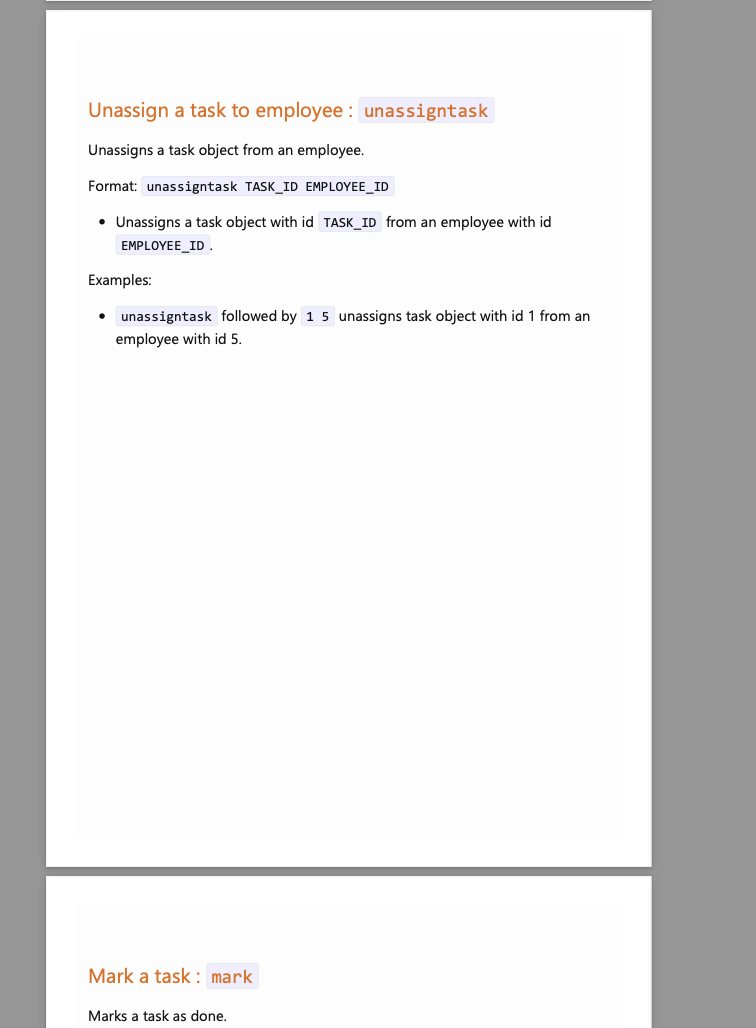 Unassign a task to employee : unassigntask
Unassigns a task object from an employee.
Format: unassigntask TASK_ID EMPLOYEE_ID
• Unassigns a task object with id TASK_ID from an employee with id
EMPLOYEE_ID .
Examples:
• unassigntask followed by 1 5 unassigns task object with id 1 from an
employee with id 5.
Mark a task : mark
Marks a task as done.